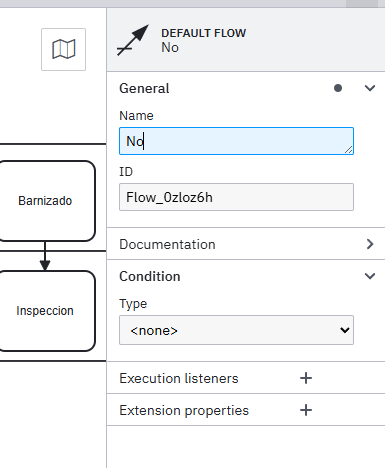 DEFAULT FLOW
No
General
Name
No
ID
Flow_0zloz6h
Barnizado
Documentation
Condition
Type
Inspeccion
<none>
Execution listeners
Extension properties